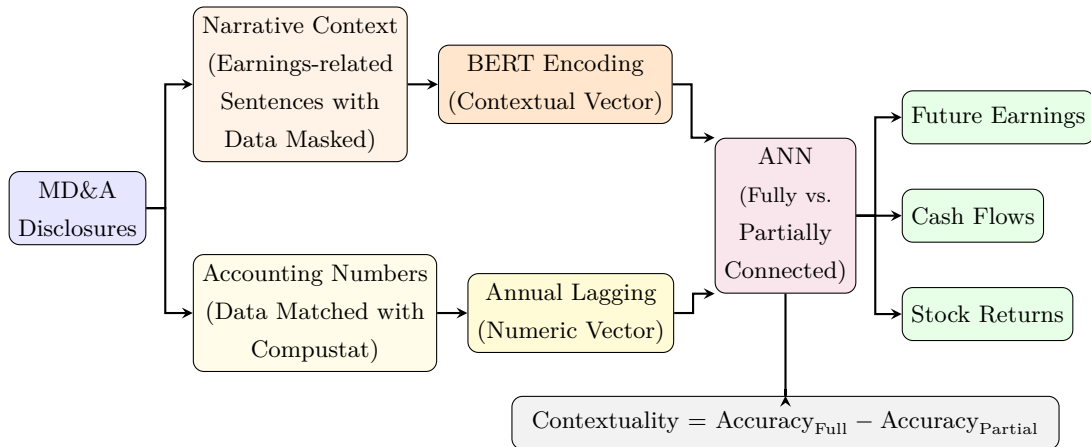 MD&A
Disclosures
Narrative Context
(Earnings-related
Sentences with
Data Masked)
BERT Encoding
(Contextual Vector)
Accounting Numbers
(Data Matched with
Compustat)
Annual Lagging
(Numeric Vector)
ANN
(Fully vs.
Partially
Connected)
Future Earnings
Cash Flows
Stock Returns
Contextuality = Accuracy_Full − Accuracy_Partial